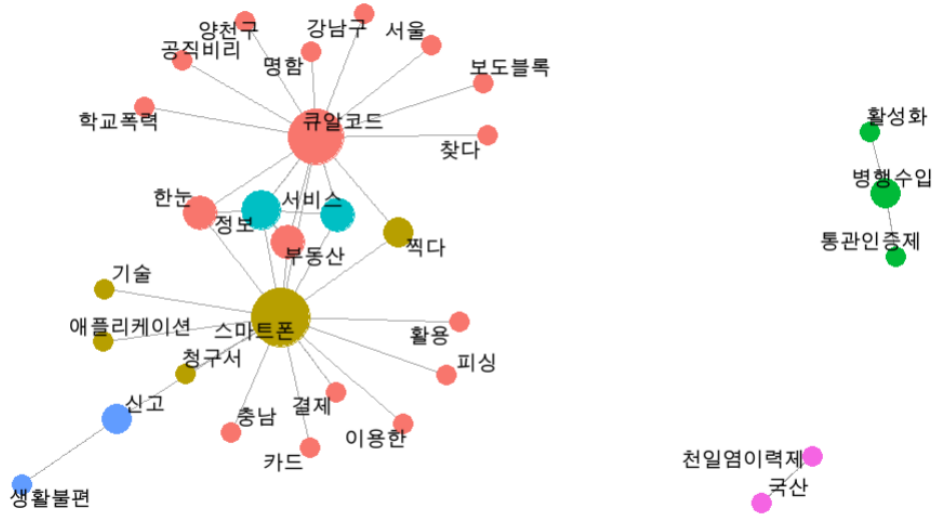 강남구
양천구
서울
공직비리
명함
보도블록
학교폭력
큐알코드
찾다
활성화
병행수입
통관인증제
한눈
서비스
정보
찍다
부동산
기술
애플리케이션
스마트폰
활용
청구서
피싱
신고
결제
충남
이용한
카드
생활불편
천일염이력제
국산